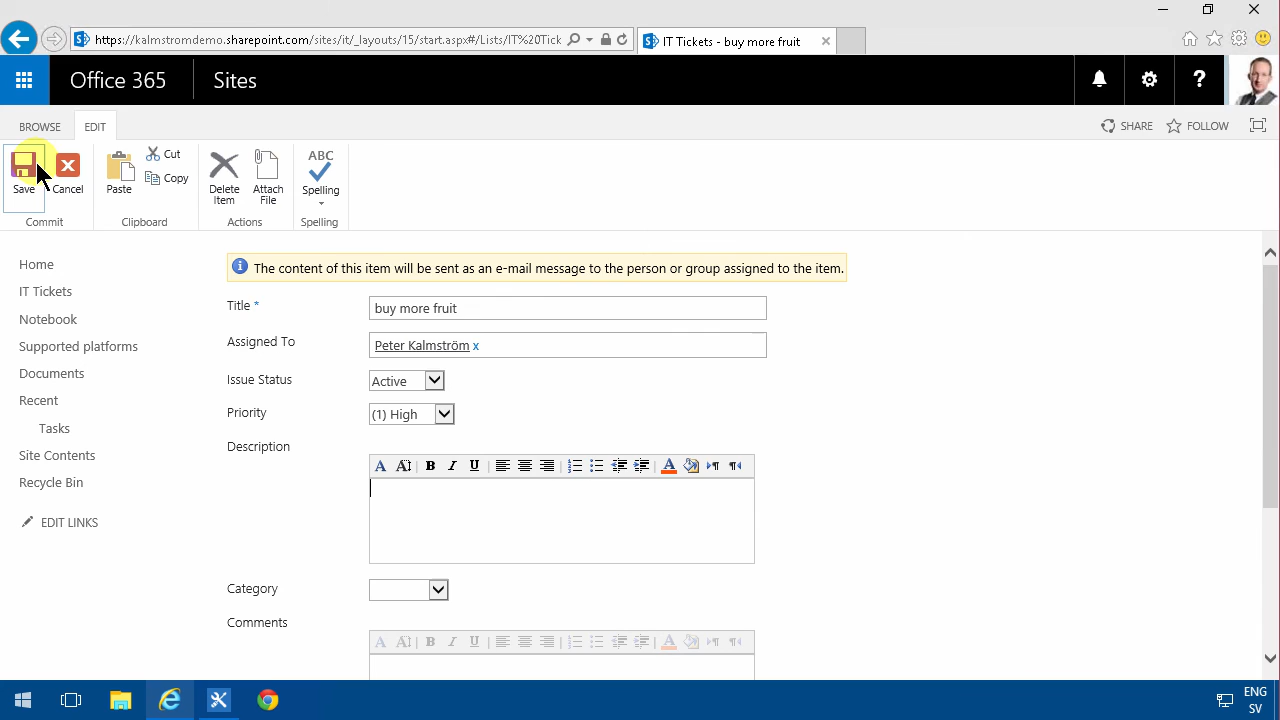 https://kalmstromdemo.sharepoint.com/sites/it/_layouts/15/start.aspx#/Lists/IT%20Tick
IT Tickets - buy more fruit
Office 365
Sites
?
BROWSE
EDIT
SHARE
FOLLOW
Save
Cancel
Paste
Cut
Copy
Delete Item
Attach File
ABC
Spelling
Commit
Clipboard
Actions
Spelling
Home
IT Tickets
Notebook
Supported platforms
Documents
Recent
Tasks
Site Contents
Recycle Bin
EDIT LINKS
The content of this item will be sent as an e-mail message to the person or group assigned to the item.
Title *
buy more fruit
Assigned To
Peter Kalmström x
Issue Status
Active
Priority
(1) High
Description
A A B I U A
Category
Comments
A A B I U A
ENG
SV